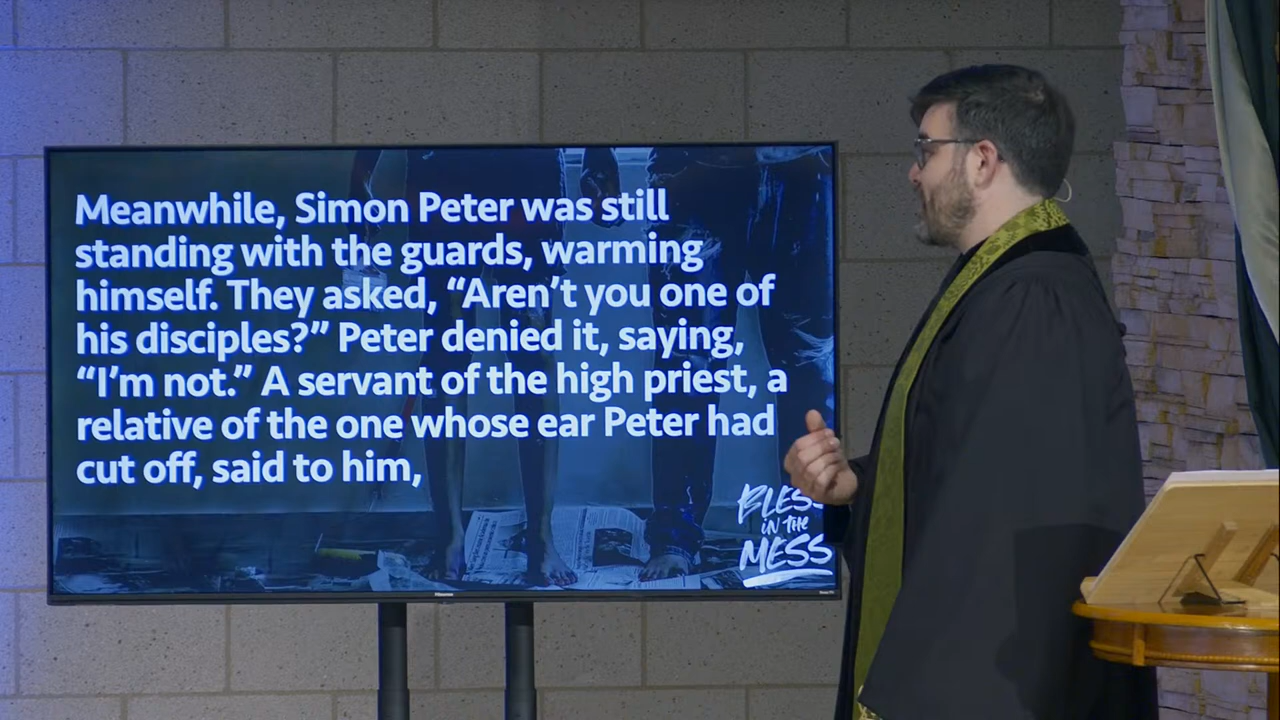 Meanwhile, Simon Peter was still
standing with the guards, warming
himself. They asked, “Aren’t you one of
his disciples?” Peter denied it, saying,
“I’m not.” A servant of the high priest, a
relative of the one whose ear Peter had
cut off, said to him,
BLESS
IN THE
MESS
Hisense